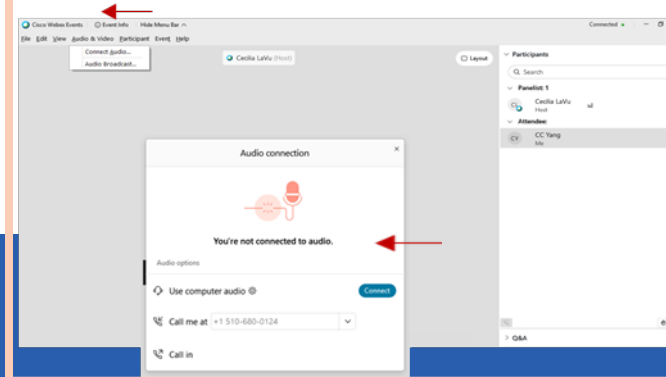 Cisco Webex Events Event Info Hide Menu Bar Connected
File Edit View Audio & Video Participant Event Help
Connect Audio...
Audio Broadcast...
Cecilia LaVu (Host)
Layout
Participants
Search
Panelist: 1
CL Cecilia LaVu
Host
Attendee:
CY CC Yang
Me
Audio connection
You're not connected to audio.
Audio options
Use computer audio Connect
Call me at +1 510-680-0124
Call in
Q&A